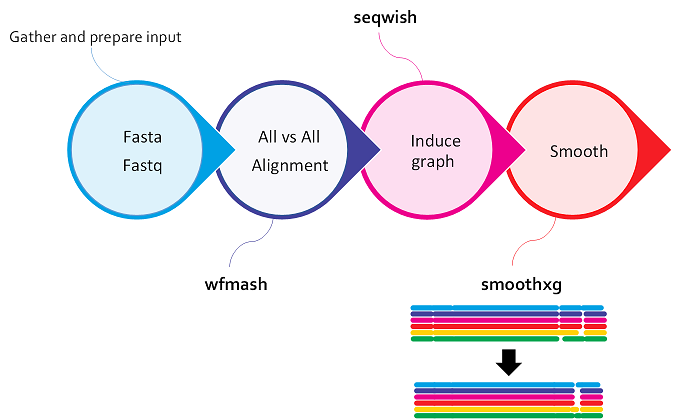 seqwish
Gather and prepare input
Fasta
Fastq
All vs All
Alignment
Induce
graph
Smooth
wfmash
smoothxg